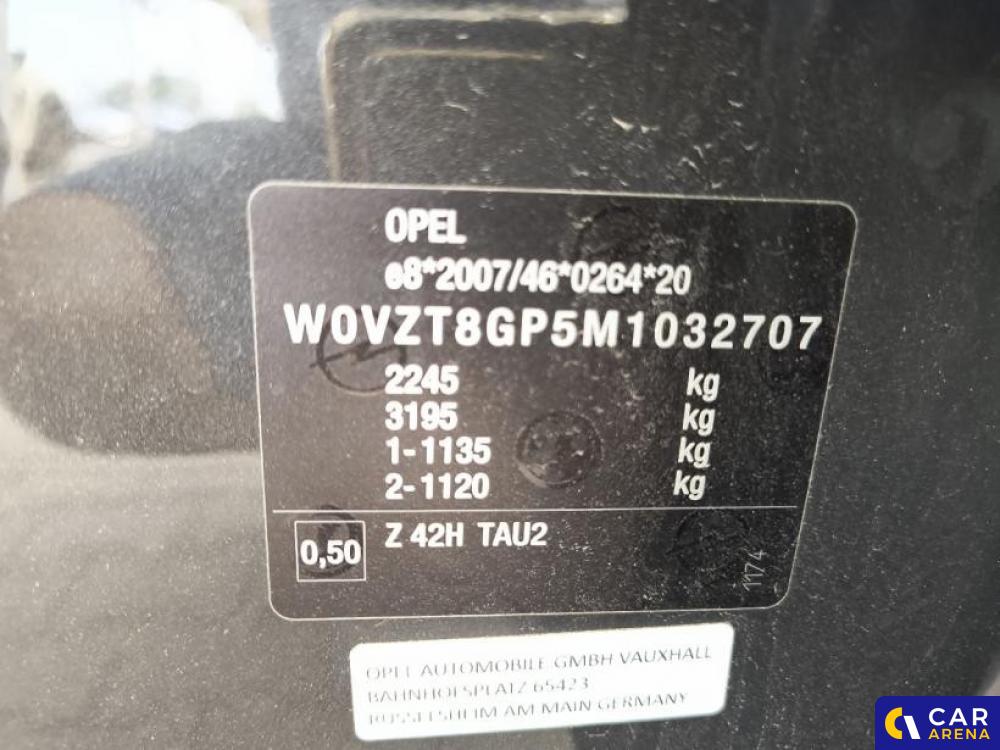 OPEL
e8*2007/46*0264*20
W0VZT8GP5M1032707
2245 kg
3195 kg
1-1135 kg
2-1120 kg
0,50 Z 42H TAU2
1174
OPEL AUTOMOBILE GMBH VAUXHALL
BAHNHOFSPLATZ 65423
RÜSSELSHEIM AM MAIN GERMANY
CAR
ARENA